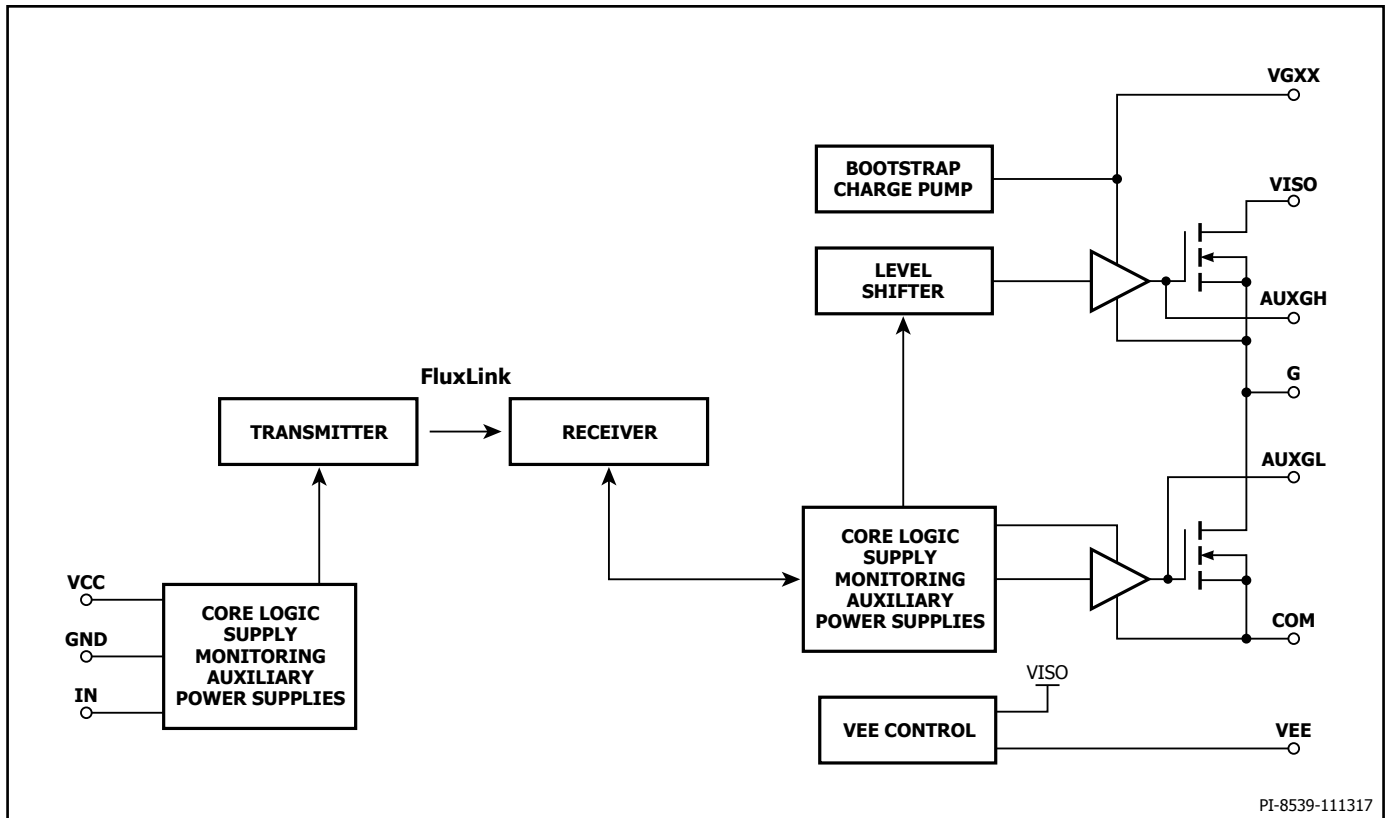 VGXX
BOOTSTRAP
CHARGE PUMP
VISO
LEVEL
SHIFTER
AUXGH
FluxLink
G
TRANSMITTER
RECEIVER
AUXGL
CORE LOGIC
SUPPLY
MONITORING
AUXILIARY
POWER SUPPLIES
VCC
GND
IN
CORE LOGIC
SUPPLY
MONITORING
AUXILIARY
POWER SUPPLIES
COM
VISO
VEE CONTROL
VEE
PI-8539-111317